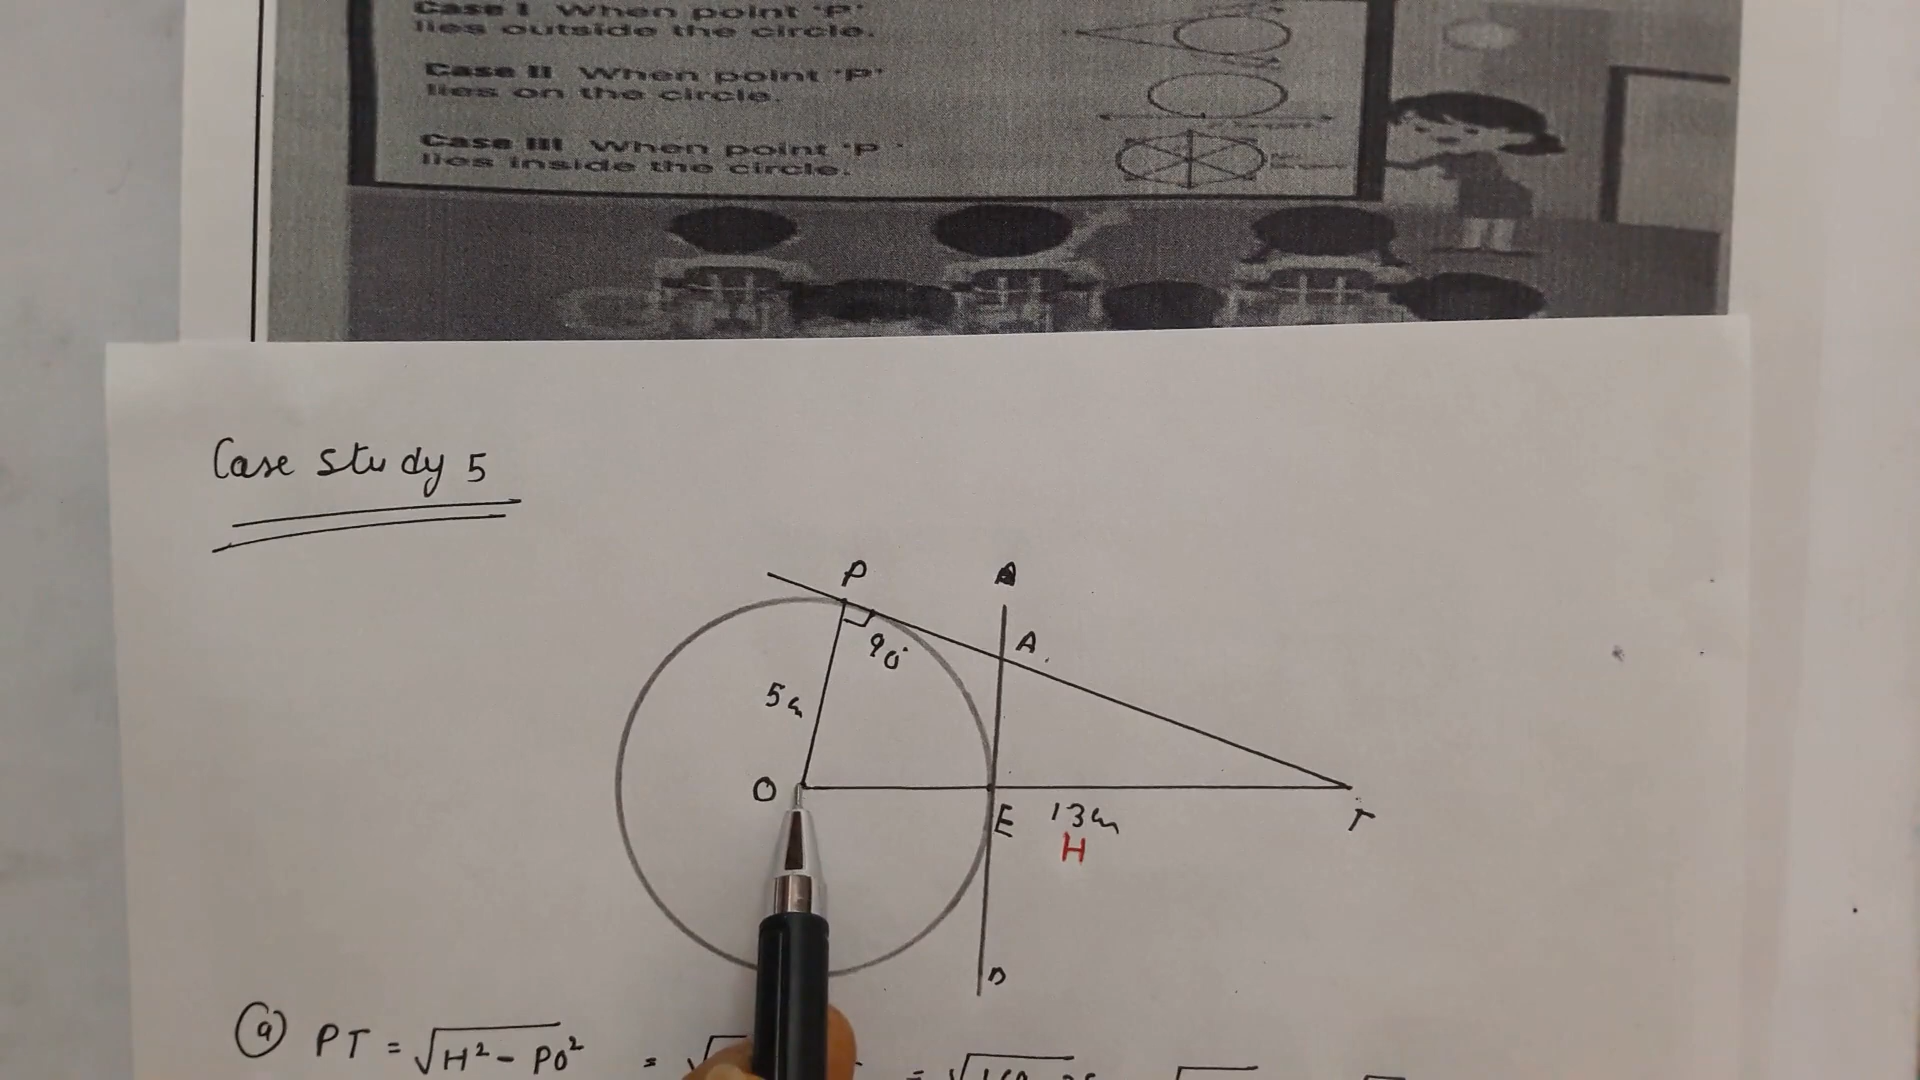 Case I When point 'P'
lies outside the circle.
Case II When point 'P'
lies on the circle.
Case III When point 'P'
lies inside the circle.
Case study 5
P
A
A.
90°
5cm
O
E
13cm
T
H
B
(a) PT = √H² - PO² = √ = √